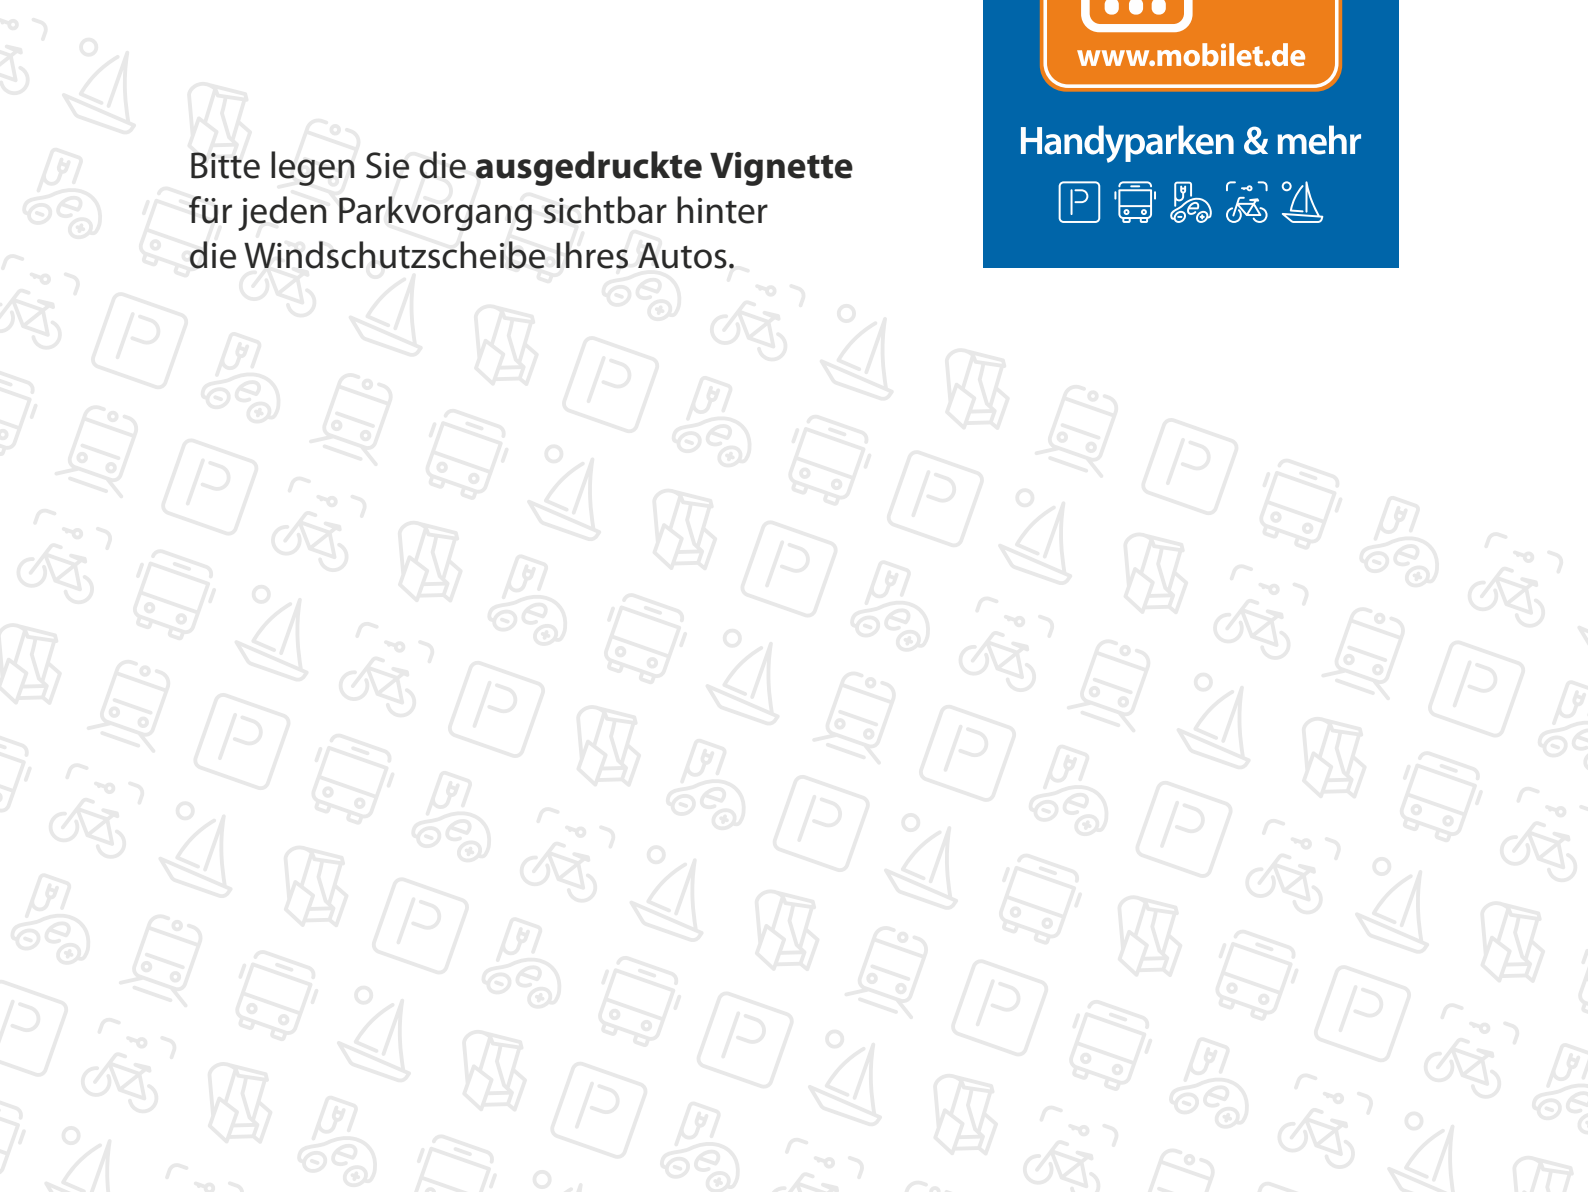 www.mobilet.de
Handyparken & mehr
Bitte legen Sie die ausgedruckte Vignette
für jeden Parkvorgang sichtbar hinter
die Windschutzscheibe Ihres Autos.